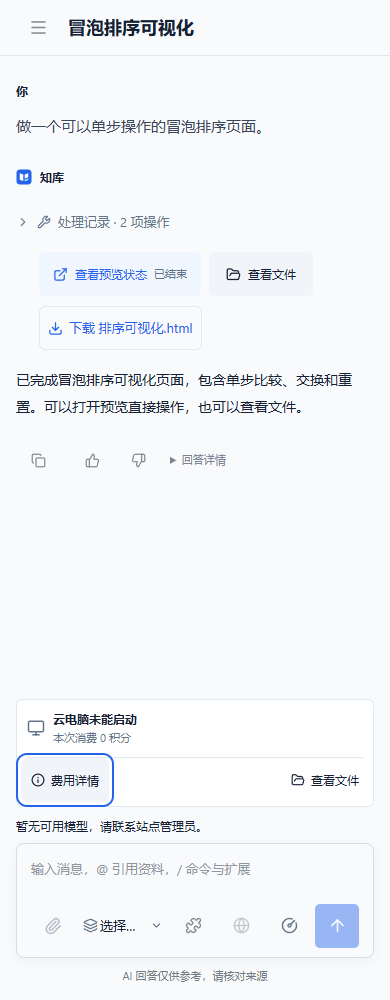 冒泡排序可视化
你
做一个可以单步操作的冒泡排序页面。
知库
处理记录 · 2 项操作
查看预览状态 已结束
查看文件
下载 排序可视化.html
已完成冒泡排序可视化页面，包含单步比较、交换和重
置。可以打开预览直接操作，也可以查看文件。
回答详情
云电脑未能启动
本次消费 0 积分
费用详情
查看文件
暂无可用模型，请联系站点管理员。
输入消息，@ 引用资料，/ 命令与扩展
选择...
AI 回答仅供参考，请核对来源